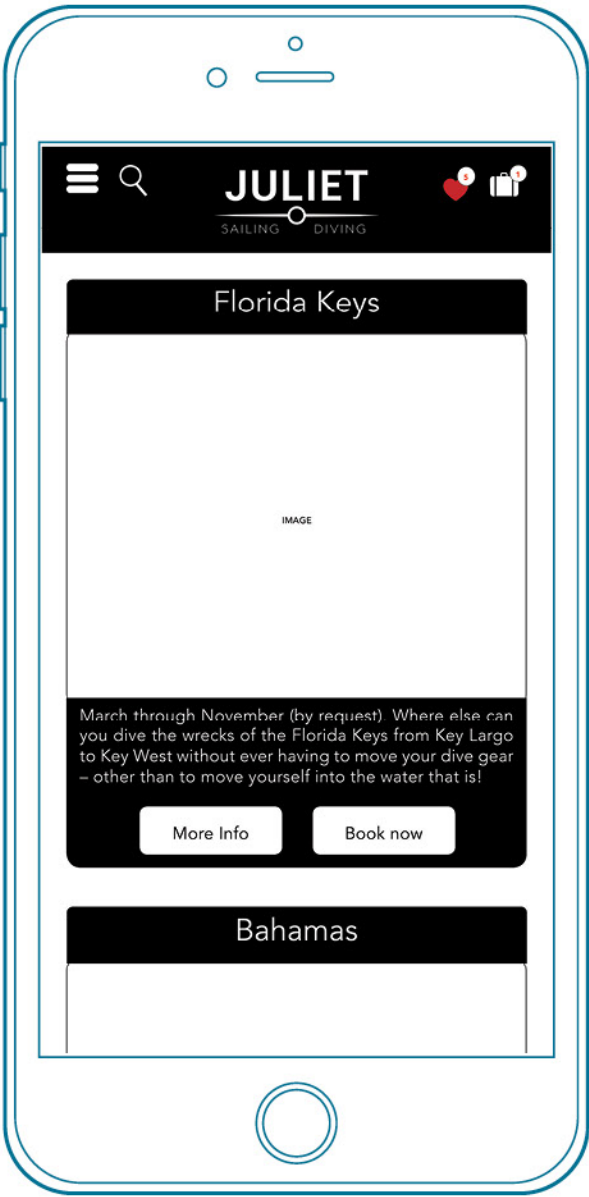 5
1
JULIET
SAILING DIVING
Florida Keys
IMAGE
March through November (by request). Where else can
you dive the wrecks of the Florida Keys from Key Largo
to Key West without ever having to move your dive gear
– other than to move yourself into the water that is!
More Info
Book now
Bahamas